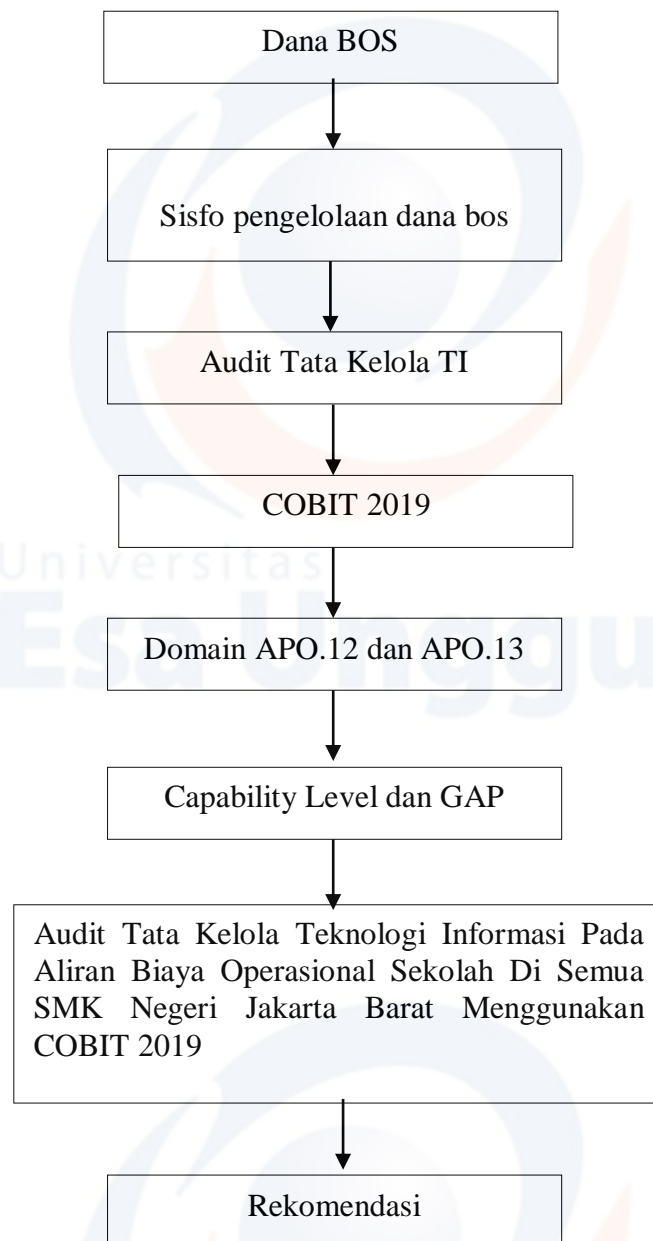 Dana BOS
Sisfo pengelolaan dana bos
Audit Tata Kelola TI
COBIT 2019
Universitas
Esa Unggu
Domain APO.12 dan APO.13
Capability Level dan GAP
Audit Tata Kelola Teknologi Informasi Pada
Aliran Biaya Operasional Sekolah Di Semua
SMK Negeri Jakarta Barat Menggunakan
COBIT 2019
Rekomendasi